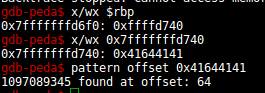 gdb-peda$ x/wx $rbp
0x7fffffffd6f0: 0xffffd740
gdb-peda$ x/wx 0x7fffffffd740
0x7fffffffd740: 0x41644141
gdb-peda$ pattern offset 0x41644141
1097089345 found at offset: 64